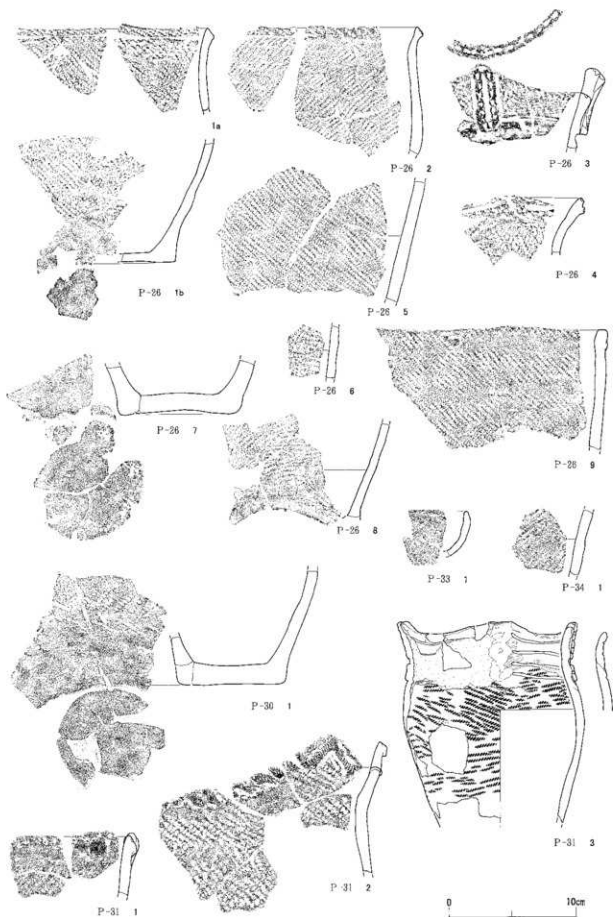 1a
P-26 2
P-26 3
P-26 1b
P-26 5
P-26 4
P-26 6
P-26 7
P-26 8
P-26 9
P-33 1
P-34 1
P-30 1
P-31 1
P-31 2
P-31 3
0 10cm